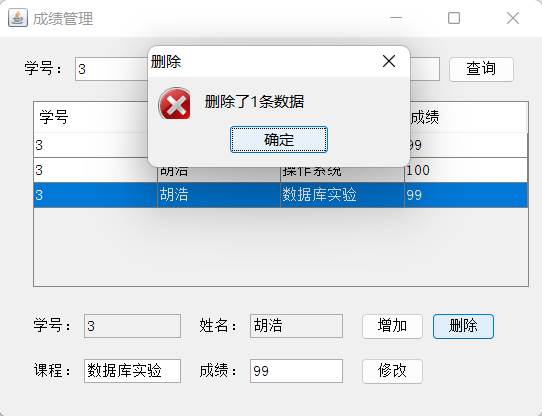 成绩管理
学号：3 查询
删除
删除了1条数据
确定
学号 成绩
3 99
3 胡浩 操作系统 100
3 胡浩 数据库实验 99
学号：3 姓名：胡浩 增加 删除
课程：数据库实验 成绩：99 修改